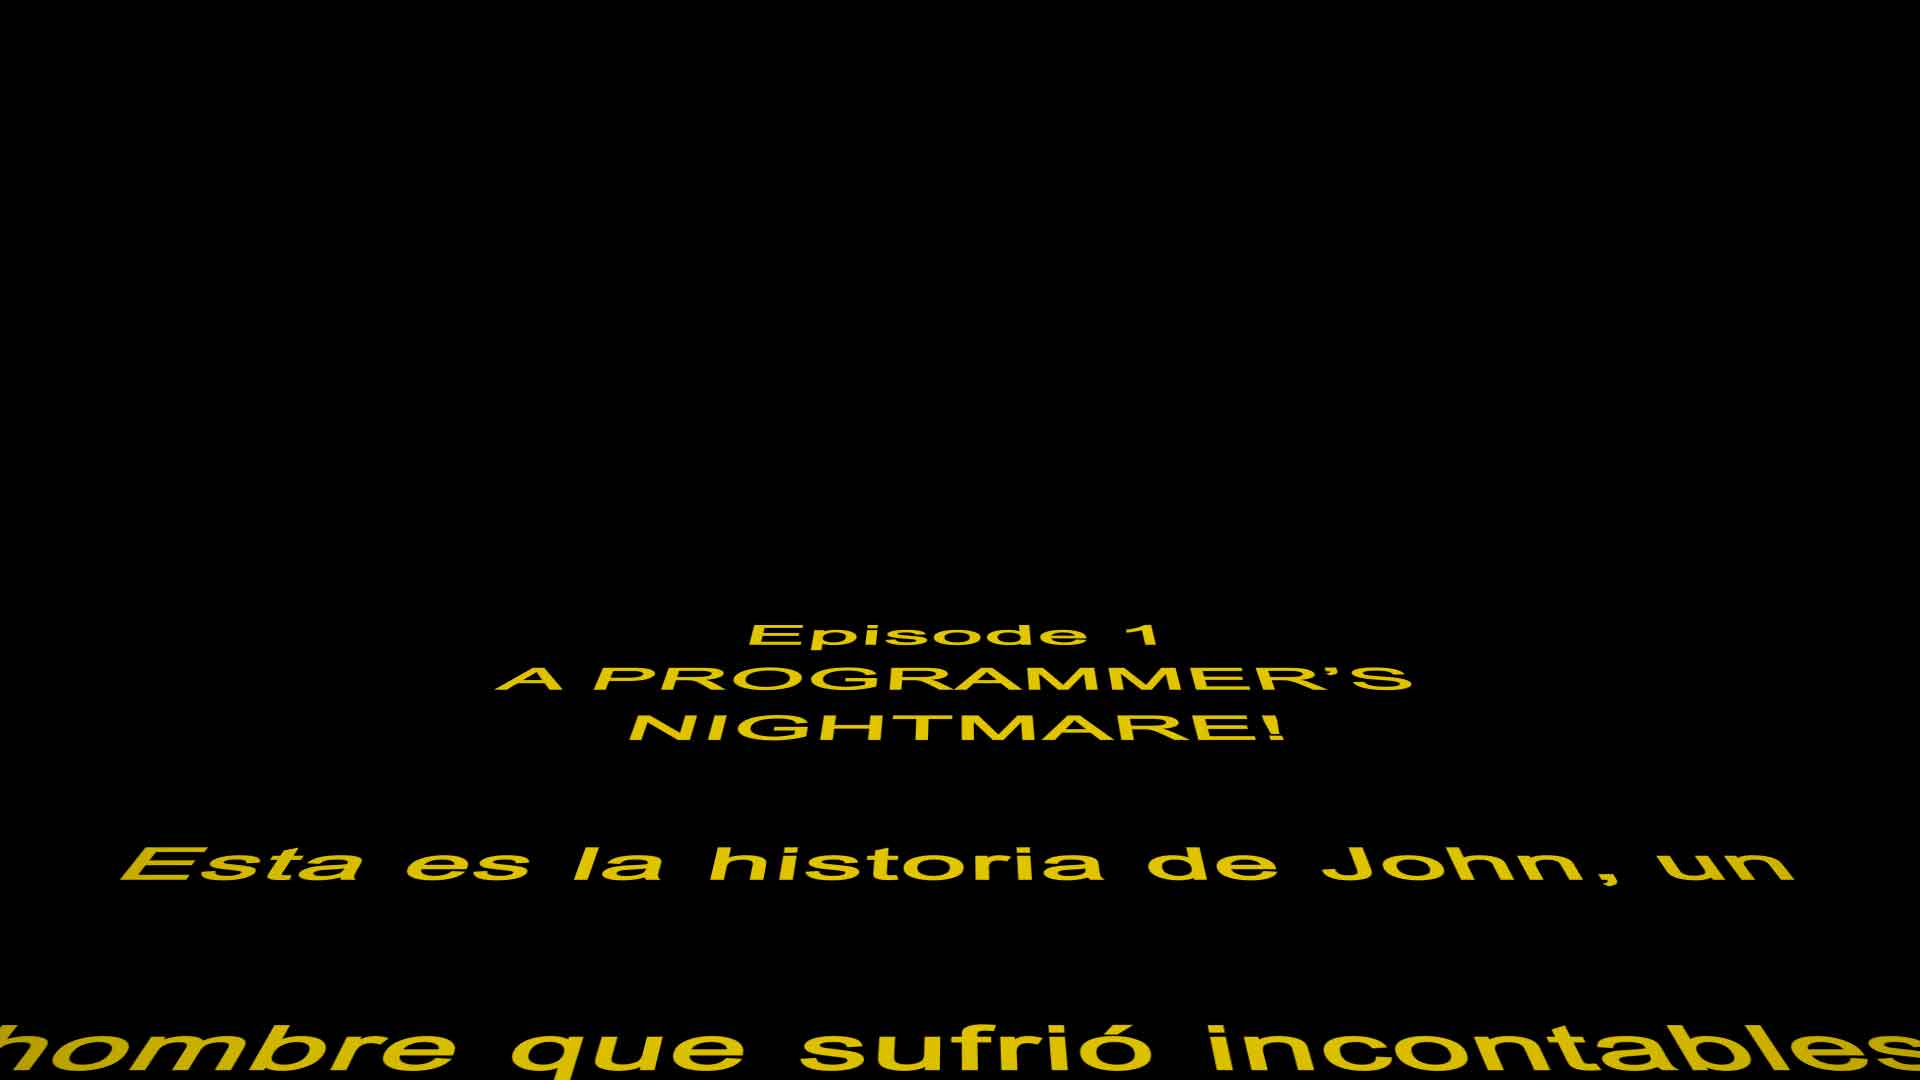 Episode 1
A PROGRAMMER’S
NIGHTMARE!
Esta es la historia de John, un
hombre que sufrió incontables